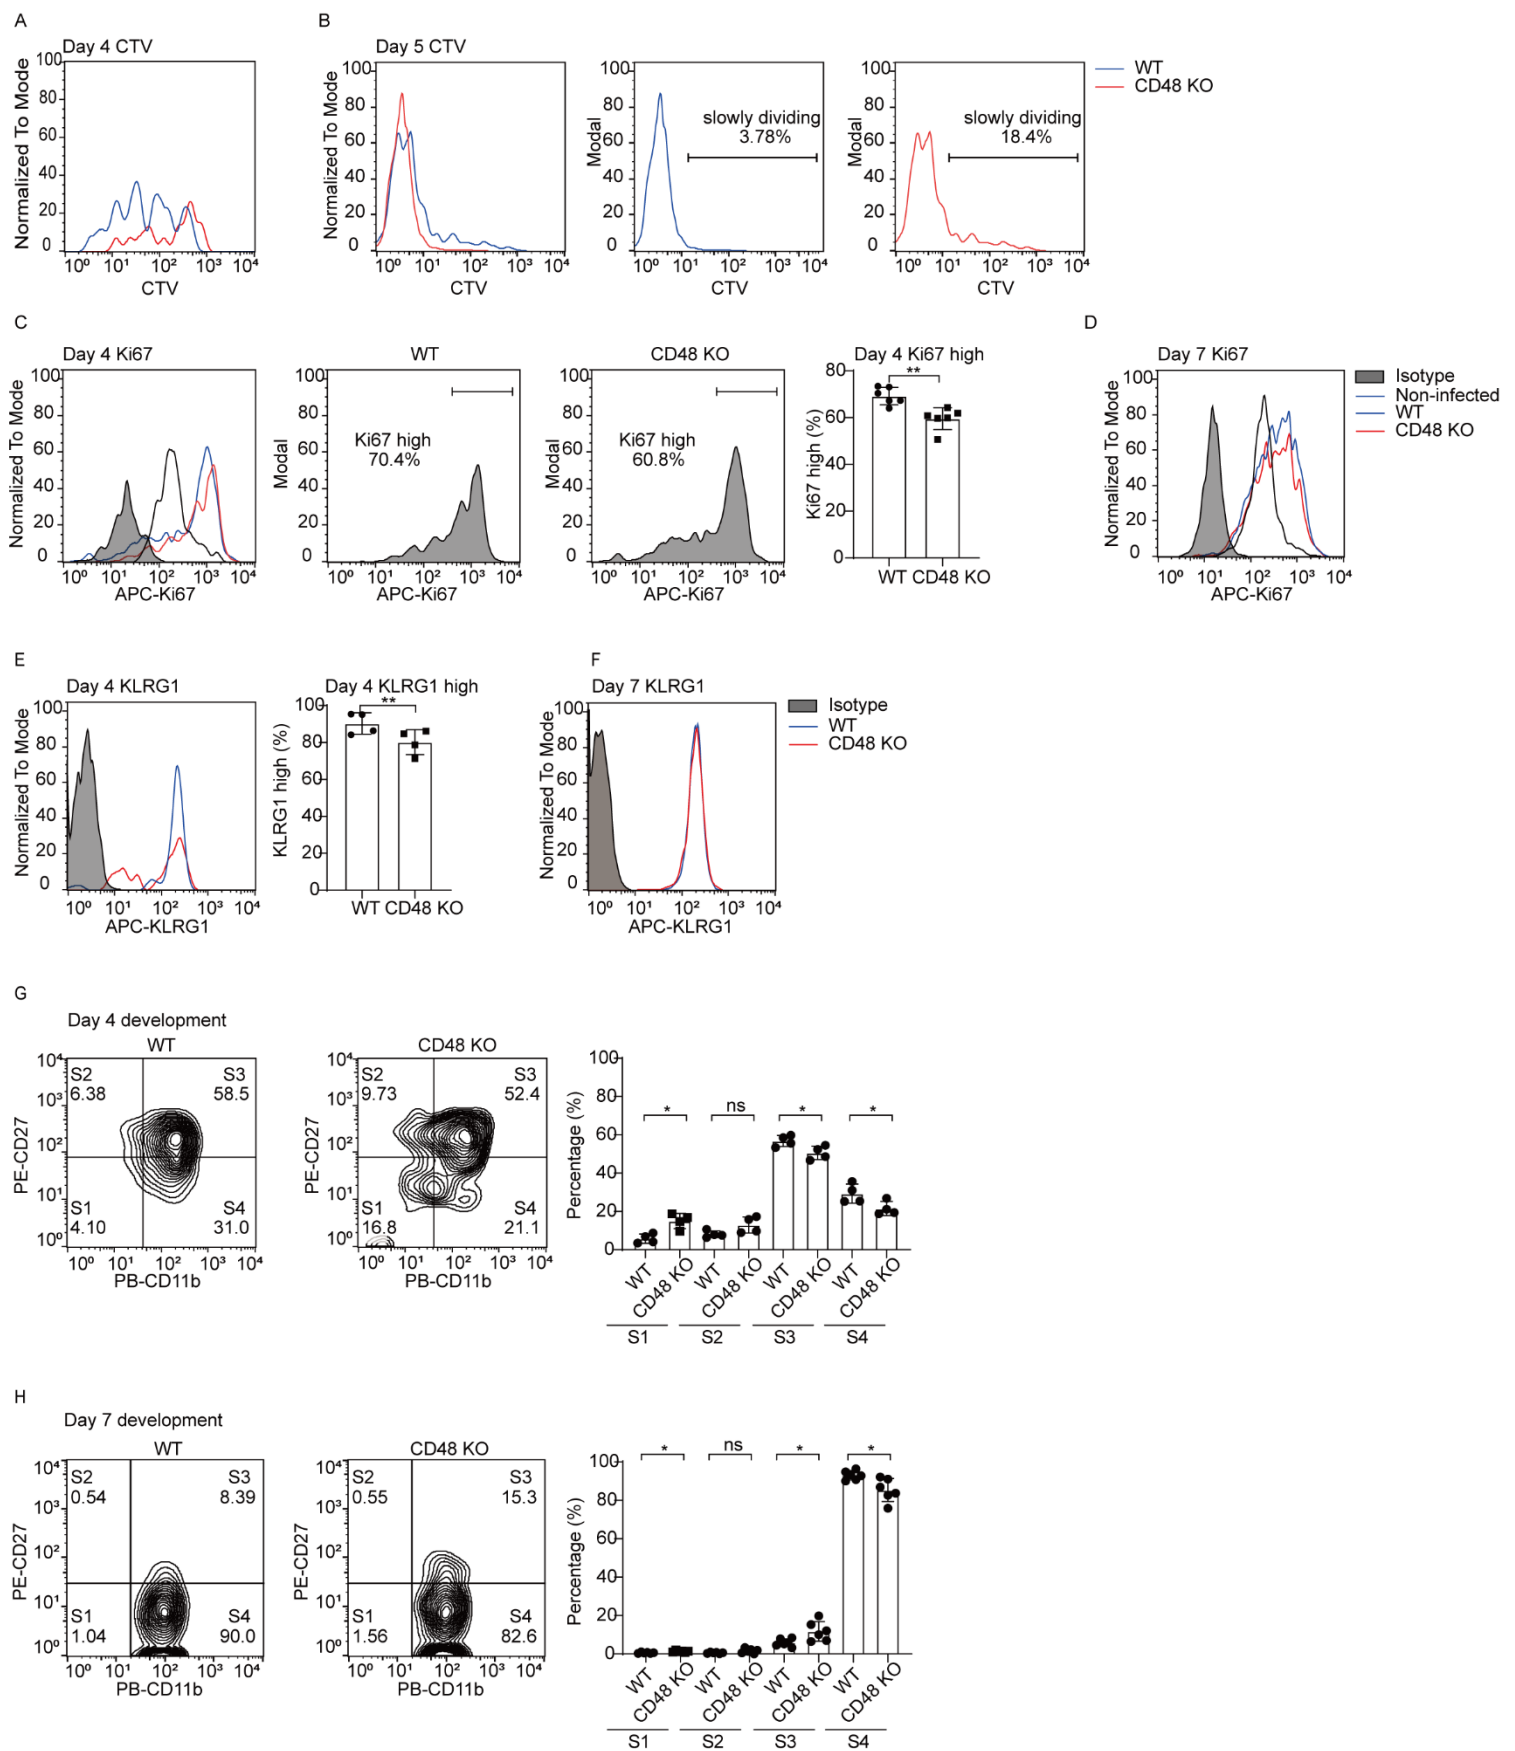 A
B
Day 4 CTV
Normalized To Mode
100
80
60
40
20
0
10⁰ 10¹ 10² 10³ 10⁴
CTV
Day 5 CTV
Normalized To Mode
100
80
60
40
20
0
10⁰ 10¹ 10² 10³ 10⁴
CTV
Modal
100
80
60
40
20
0
slowly dividing
3.78%
10⁰ 10¹ 10² 10³ 10⁴
CTV
Modal
100
80
60
40
20
0
slowly dividing
18.4%
10⁰ 10¹ 10² 10³ 10⁴
CTV
WT
CD48 KO
C
Day 4 Ki67
Normalized To Mode
100
80
60
40
20
0
10⁰ 10¹ 10² 10³ 10⁴
APC-Ki67
WT
Modal
100
80
60
40
20
0
Ki67 high
70.4%
10⁰ 10¹ 10² 10³ 10⁴
APC-Ki67
CD48 KO
Modal
100
80
60
40
20
0
Ki67 high
60.8%
10⁰ 10¹ 10² 10³ 10⁴
APC-Ki67
Day 4 Ki67 high
Ki67 high (%)
80
60
40
20
0
**
WT CD48 KO
D
Day 7 Ki67
Normalized To Mode
100
80
60
40
20
0
10⁰ 10¹ 10² 10³ 10⁴
APC-Ki67
Isotype
Non-infected
WT
CD48 KO
E
Day 4 KLRG1
Normalized To Mode
100
80
60
40
20
0
10⁰ 10¹ 10² 10³ 10⁴
APC-KLRG1
Day 4 KLRG1 high
KLRG1 high (%)
100
80
60
40
20
0
**
WT CD48 KO
F
Day 7 KLRG1
Normalized To Mode
100
80
60
40
20
0
10⁰ 10¹ 10² 10³ 10⁴
APC-KLRG1
Isotype
WT
CD48 KO
G
Day 4 development
WT
PE-CD27
10⁴
10³
10²
10¹
10⁰
S2
6.38
S3
58.5
S1
4.10
S4
31.0
10⁰ 10¹ 10² 10³ 10⁴
PB-CD11b
CD48 KO
PE-CD27
10⁴
10³
10²
10¹
10⁰
S2
9.73
S3
52.4
S1
16.8
S4
21.1
10⁰ 10¹ 10² 10³ 10⁴
PB-CD11b
Percentage (%)
100
80
60
40
20
0
* ns * *
WT CD48 KO WT CD48 KO WT CD48 KO WT CD48 KO
S1 S2 S3 S4
H
Day 7 development
WT
PE-CD27
10⁴
10³
10²
10¹
10⁰
S2
0.54
S3
8.39
S1
1.04
S4
90.0
10⁰ 10¹ 10² 10³ 10⁴
PB-CD11b
CD48 KO
PE-CD27
10⁴
10³
10²
10¹
10⁰
S2
0.55
S3
15.3
S1
1.56
S4
82.6
10⁰ 10¹ 10² 10³ 10⁴
PB-CD11b
Percentage (%)
100
80
60
40
20
0
* ns * *
WT CD48 KO WT CD48 KO WT CD48 KO WT CD48 KO
S1 S2 S3 S4